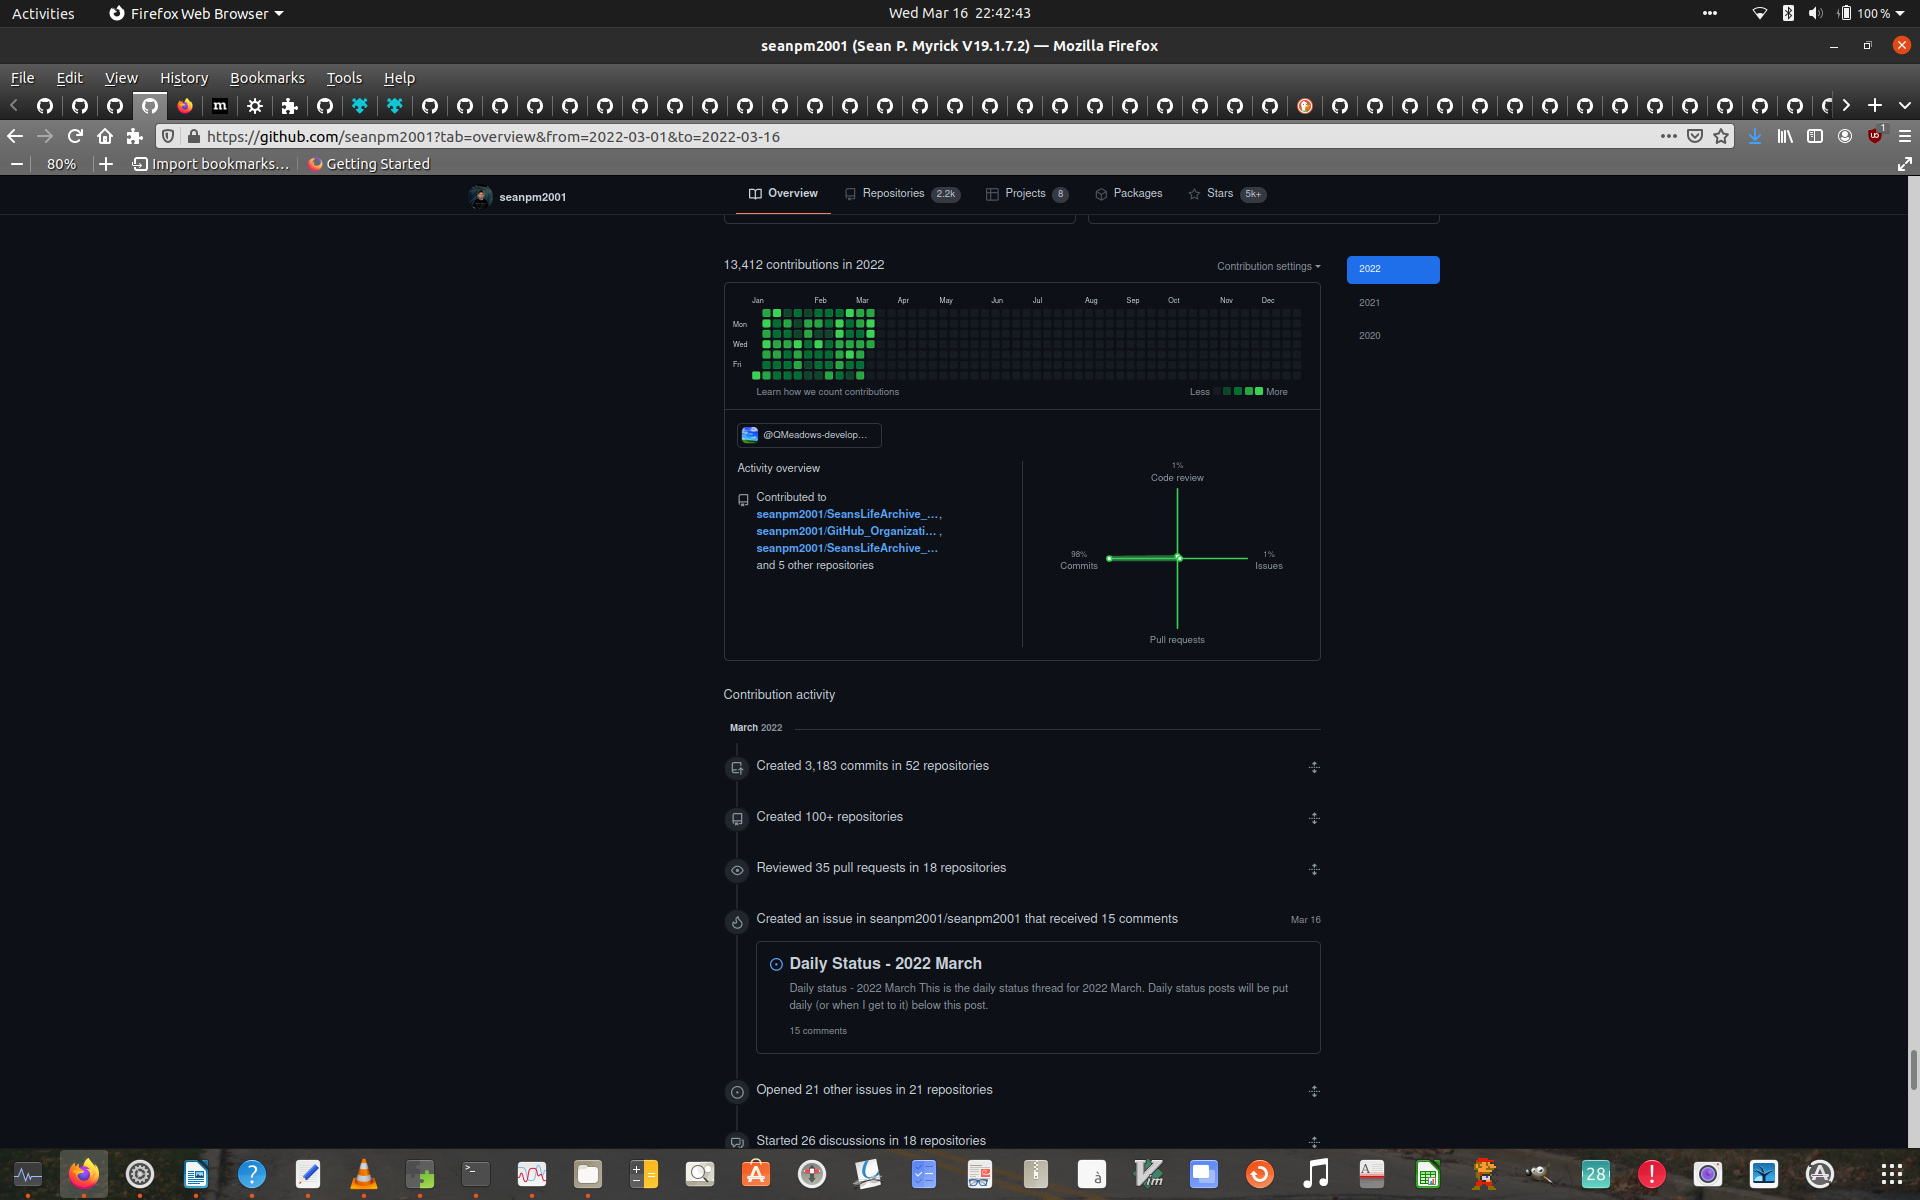 Activities
Firefox Web Browser
Wed Mar 16 22:42:43
100 %
seanpm2001 (Sean P. Myrick V19.1.7.2) — Mozilla Firefox
File Edit View History Bookmarks Tools Help
https://github.com/seanpm2001?tab=overview&from=2022-03-01&to=2022-03-16
80%
Import bookmarks...
Getting Started
seanpm2001
Overview
Repositories 2.2k
Projects 8
Packages
Stars 5k+
13,412 contributions in 2022
Contribution settings
2022
2021
2020
Jan Feb Mar Apr May Jun Jul Aug Sep Oct Nov Dec
Mon
Wed
Fri
Learn how we count contributions
Less More
@QMeadows-develop...
Activity overview
Contributed to
seanpm2001/SeansLifeArchive_...,
seanpm2001/GitHub_Organizati... ,
seanpm2001/SeansLifeArchive_...
and 5 other repositories
1%
Code review
98%
Commits
1%
Issues
Pull requests
Contribution activity
March 2022
Created 3,183 commits in 52 repositories
Created 100+ repositories
Reviewed 35 pull requests in 18 repositories
Created an issue in seanpm2001/seanpm2001 that received 15 comments
Mar 16
Daily Status - 2022 March
Daily status - 2022 March This is the daily status thread for 2022 March. Daily status posts will be put
daily (or when I get to it) below this post.
15 comments
Opened 21 other issues in 21 repositories
Started 26 discussions in 18 repositories
28